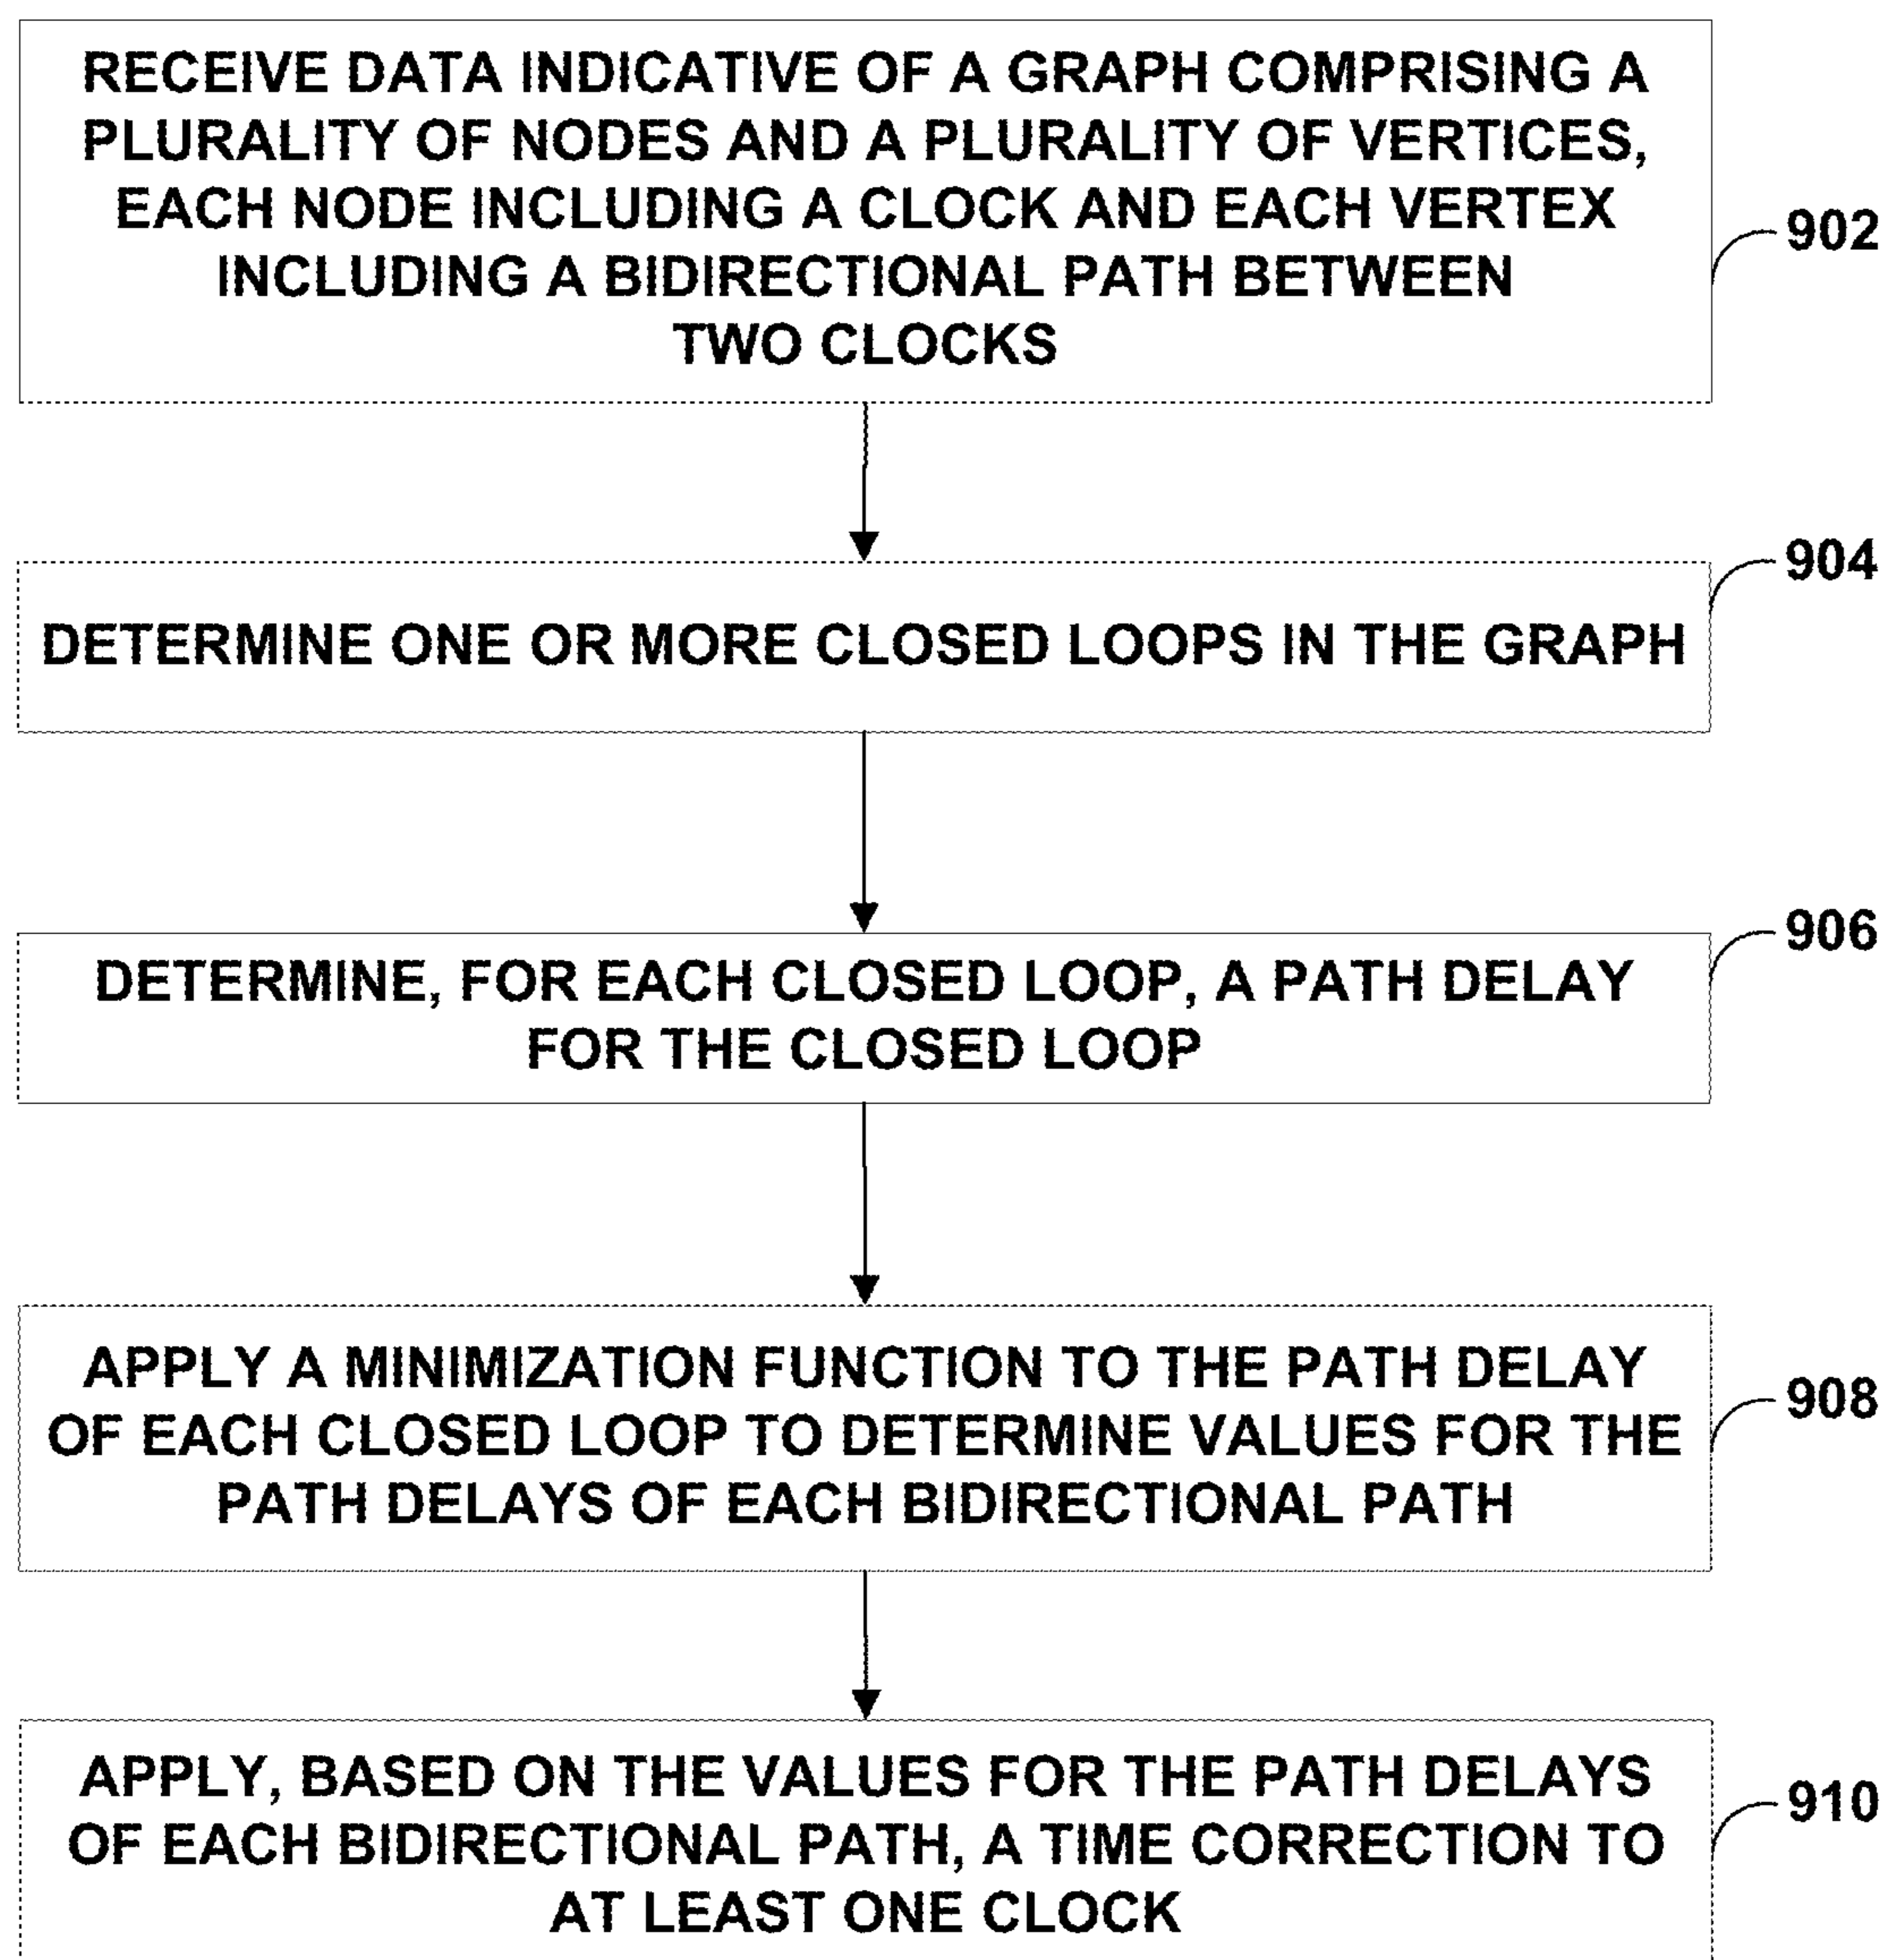 RECEIVE DATA INDICATIVE OF A GRAPH COMPRISING A
PLURALITY OF NODES AND A PLURALITY OF VERTICES,
EACH NODE INCLUDING A CLOCK AND EACH VERTEX
INCLUDING A BIDIRECTIONAL PATH BETWEEN
TWO CLOCKS
902
904
DETERMINE ONE OR MORE CLOSED LOOPS IN THE GRAPH
906
DETERMINE, FOR EACH CLOSED LOOP, A PATH DELAY
FOR THE CLOSED LOOP
APPLY A MINIMIZATION FUNCTION TO THE PATH DELAY
OF EACH CLOSED LOOP TO DETERMINE VALUES FOR THE
PATH DELAYS OF EACH BIDIRECTIONAL PATH
908
APPLY, BASED ON THE VALUES FOR THE PATH DELAYS
OF EACH BIDIRECTIONAL PATH, A TIME CORRECTION TO
AT LEAST ONE CLOCK
910